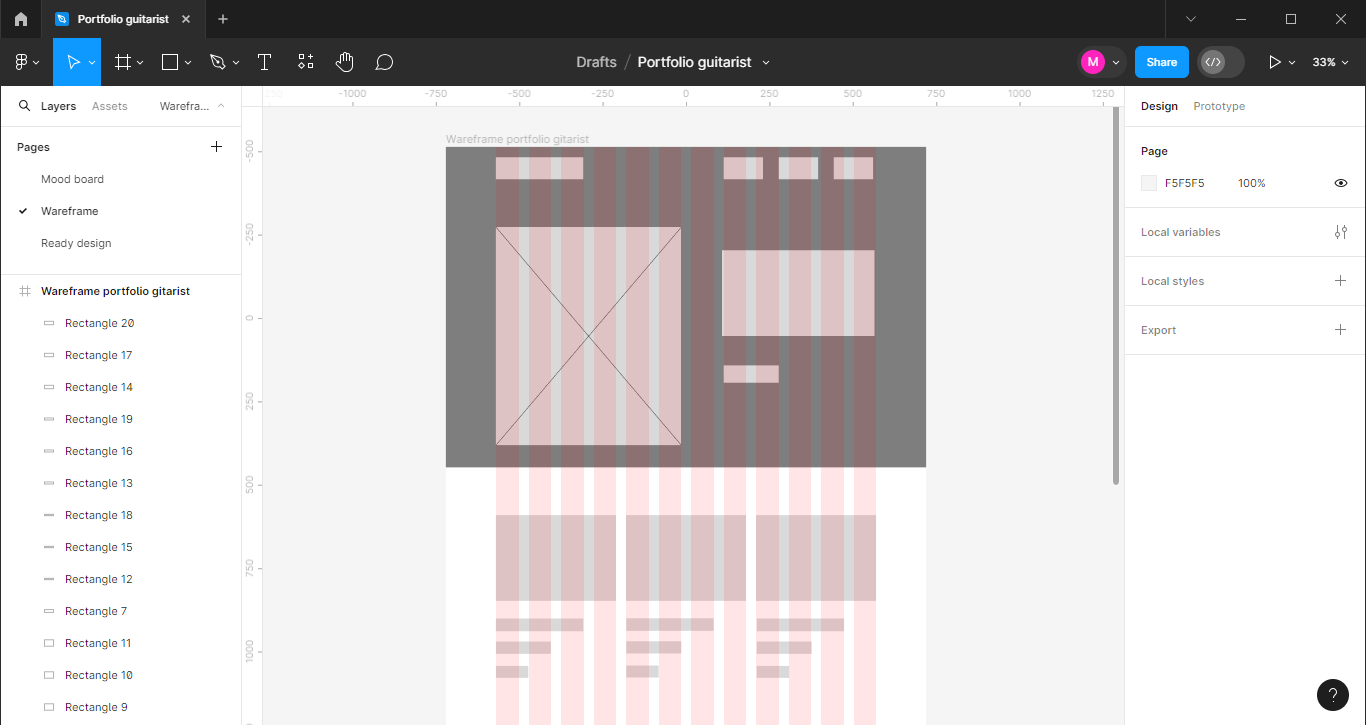 Portfolio guitarist
Drafts / Portfolio guitarist
M
Share
33%
Layers
Assets
Warefra...
Pages
Mood board
Wareframe
Ready design
Wareframe portfolio gitarist
Rectangle 20
Rectangle 17
Rectangle 14
Rectangle 19
Rectangle 16
Rectangle 13
Rectangle 18
Rectangle 15
Rectangle 12
Rectangle 7
Rectangle 11
Rectangle 10
Rectangle 9
-1000 -750 -500 -250 0 250 500 750 1000 1250
-500
-250
0
250
500
750
1000
Wareframe portfolio gitarist
Design
Prototype
Page
F5F5F5 100%
Local variables
Local styles
Export
?